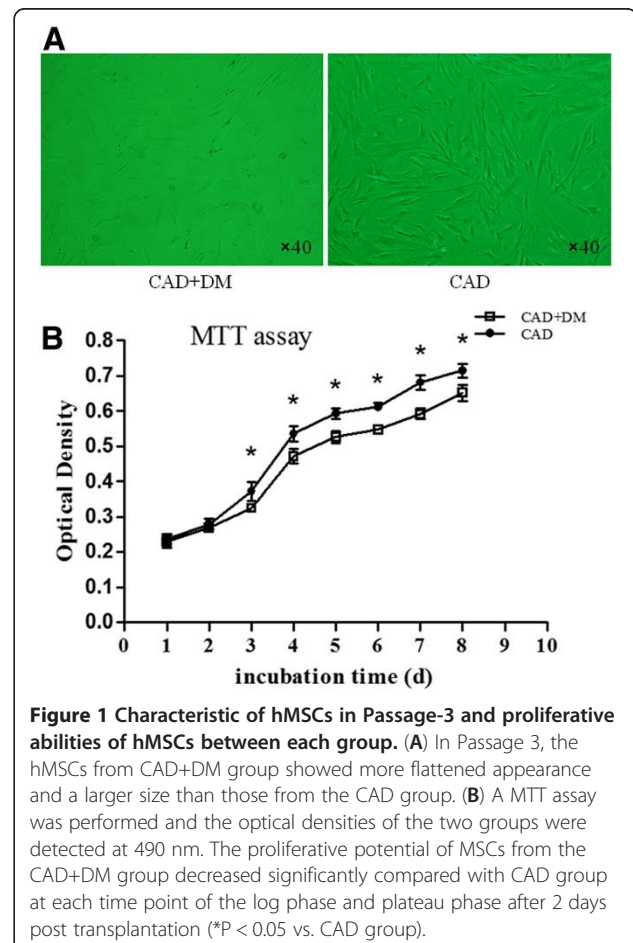 A
×40
×40
CAD+DM
CAD
B
MTT assay
CAD+DM
CAD
0.8
0.7
0.6
0.5
0.4
0.3
0.2
0.1
0.0
Optical Density
* * * * * *
0 1 2 3 4 5 6 7 8 9 10
incubation time (d)
Figure 1 Characteristic of hMSCs in Passage-3 and proliferative
abilities of hMSCs between each group. (A) In Passage 3, the
hMSCs from CAD+DM group showed more flattened appearance
and a larger size than those from the CAD group. (B) A MTT assay
was performed and the optical densities of the two groups were
detected at 490 nm. The proliferative potential of MSCs from the
CAD+DM group decreased significantly compared with CAD group
at each time point of the log phase and plateau phase after 2 days
post transplantation (*P < 0.05 vs. CAD group).